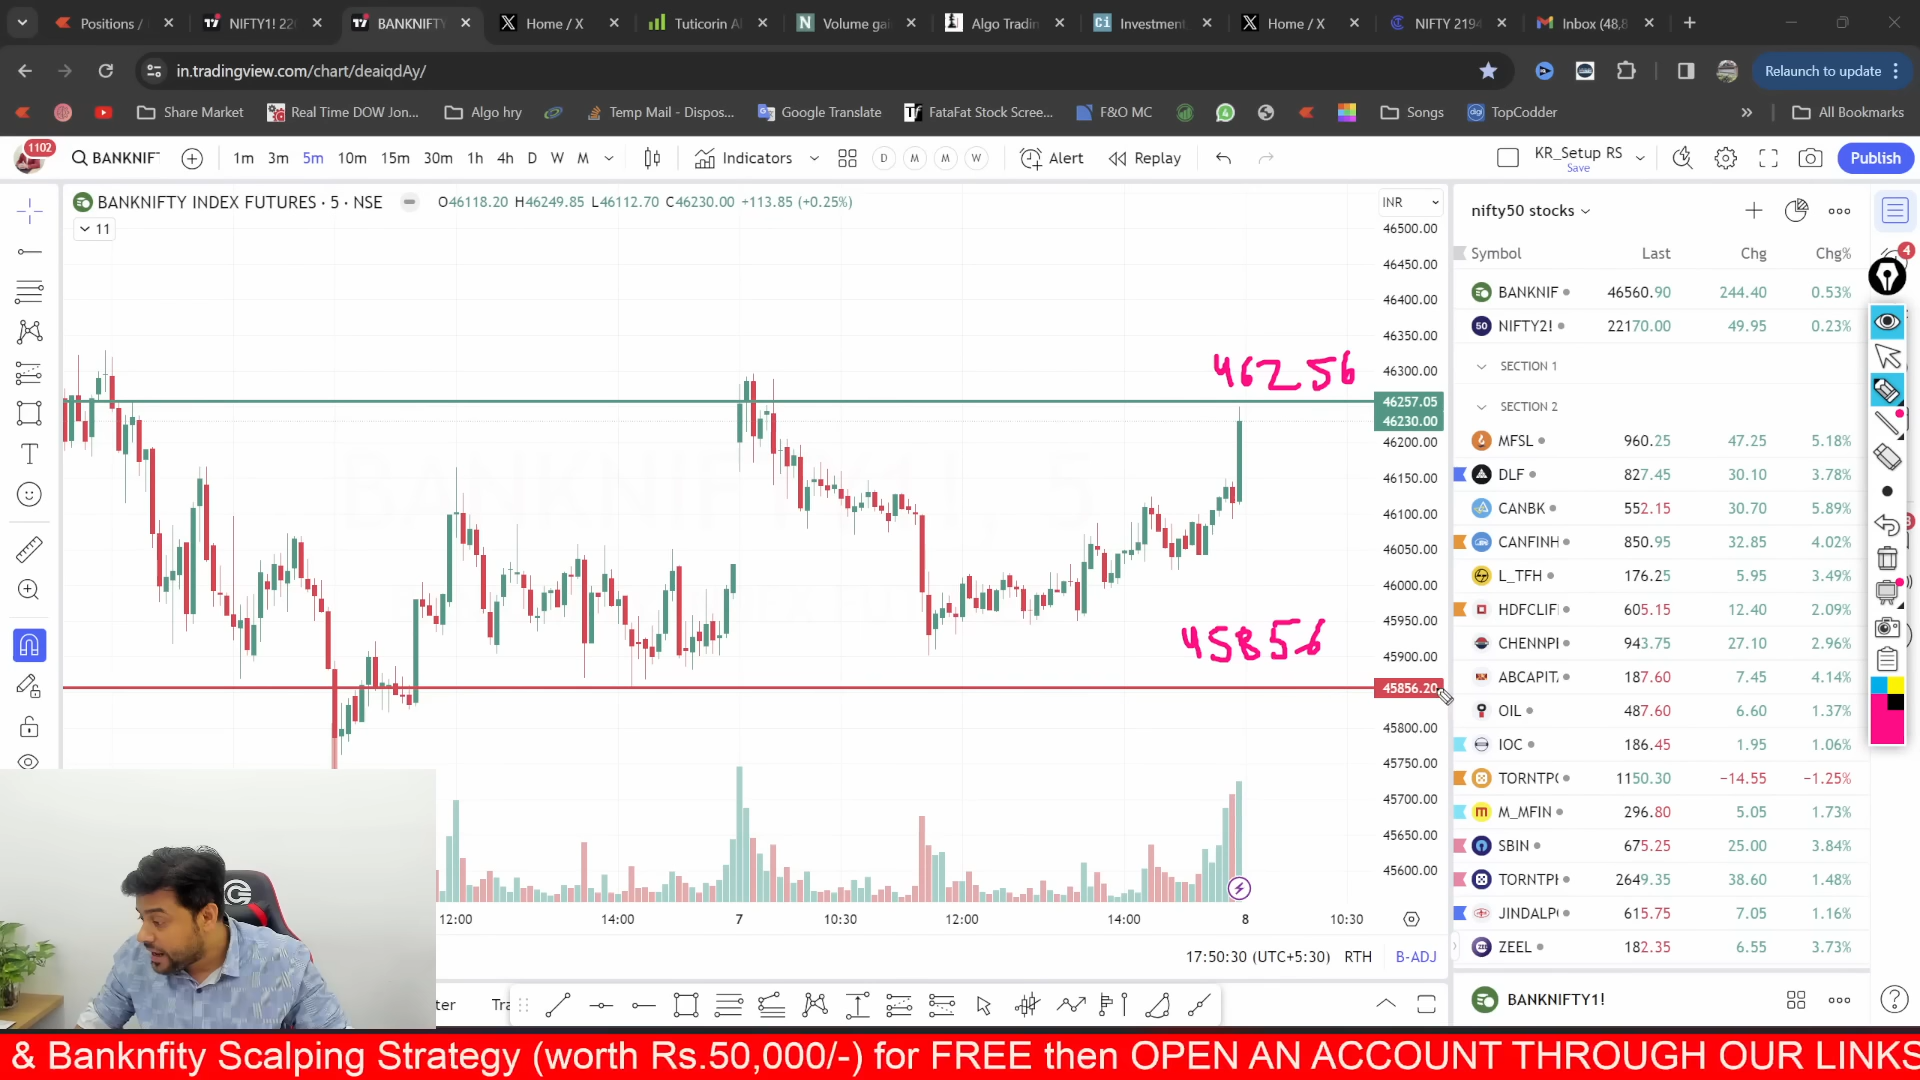 Positions /
NIFTY1! 220
BANKNIFTY
Home / X
Tuticorin Al
Volume gai
Algo Tradin
Investment
Home / X
NIFTY 2194
Inbox (48,8
in.tradingview.com/chart/deaiqdAy/
Relaunch to update
Share Market
Real Time DOW Jon...
Algo hry
Temp Mail - Dispos...
Google Translate
FataFat Stock Scree...
F&O MC
Songs
TopCodder
All Bookmarks
1102
BANKNIF
1m 3m 5m 10m 15m 30m 1h 4h D W M
Indicators
D M M W
Alert
Replay
KR_Setup RS
Save
Publish
BANKNIFTY INDEX FUTURES · 5 · NSE
O46118.20 H46249.85 L46112.70 C46230.00 +113.85 (+0.25%)
11
INR
46500.00
46450.00
46400.00
46350.00
46300.00
46257.05
46230.00
46200.00
46150.00
46100.00
46050.00
46000.00
45950.00
45900.00
45856.20
45800.00
45750.00
45700.00
45650.00
45600.00
46256
45856
12:00 14:00 7 10:30 12:00 14:00 8 10:30
17:50:30 (UTC+5:30) RTH B-ADJ
nifty50 stocks
Symbol Last Chg Chg%
BANKNIF 46560.90 244.40 0.53%
NIFTY2! 22170.00 49.95 0.23%
SECTION 1
SECTION 2
MFSL 960.25 47.25 5.18%
DLF 827.45 30.10 3.78%
CANBK 552.15 30.70 5.89%
CANFINH 850.95 32.85 4.02%
L_TFH 176.25 5.95 3.49%
HDFCLIF 605.15 12.40 2.09%
CHENNPI 943.75 27.10 2.96%
ABCAPIT 187.60 7.45 4.14%
OIL 487.60 6.60 1.37%
IOC 186.45 1.95 1.06%
TORNTPO 1150.30 −14.55 −1.25%
M_MFIN 296.80 5.05 1.73%
SBIN 675.25 25.00 3.84%
TORNTPH 2649.35 38.60 1.48%
JINDALPO 615.75 7.05 1.16%
ZEEL 182.35 6.55 3.73%
BANKNIFTY1!
ter
Tra
& Banknfity Scalping Strategy (worth Rs.50,000/-) for FREE then OPEN AN ACCOUNT THROUGH OUR LINKS